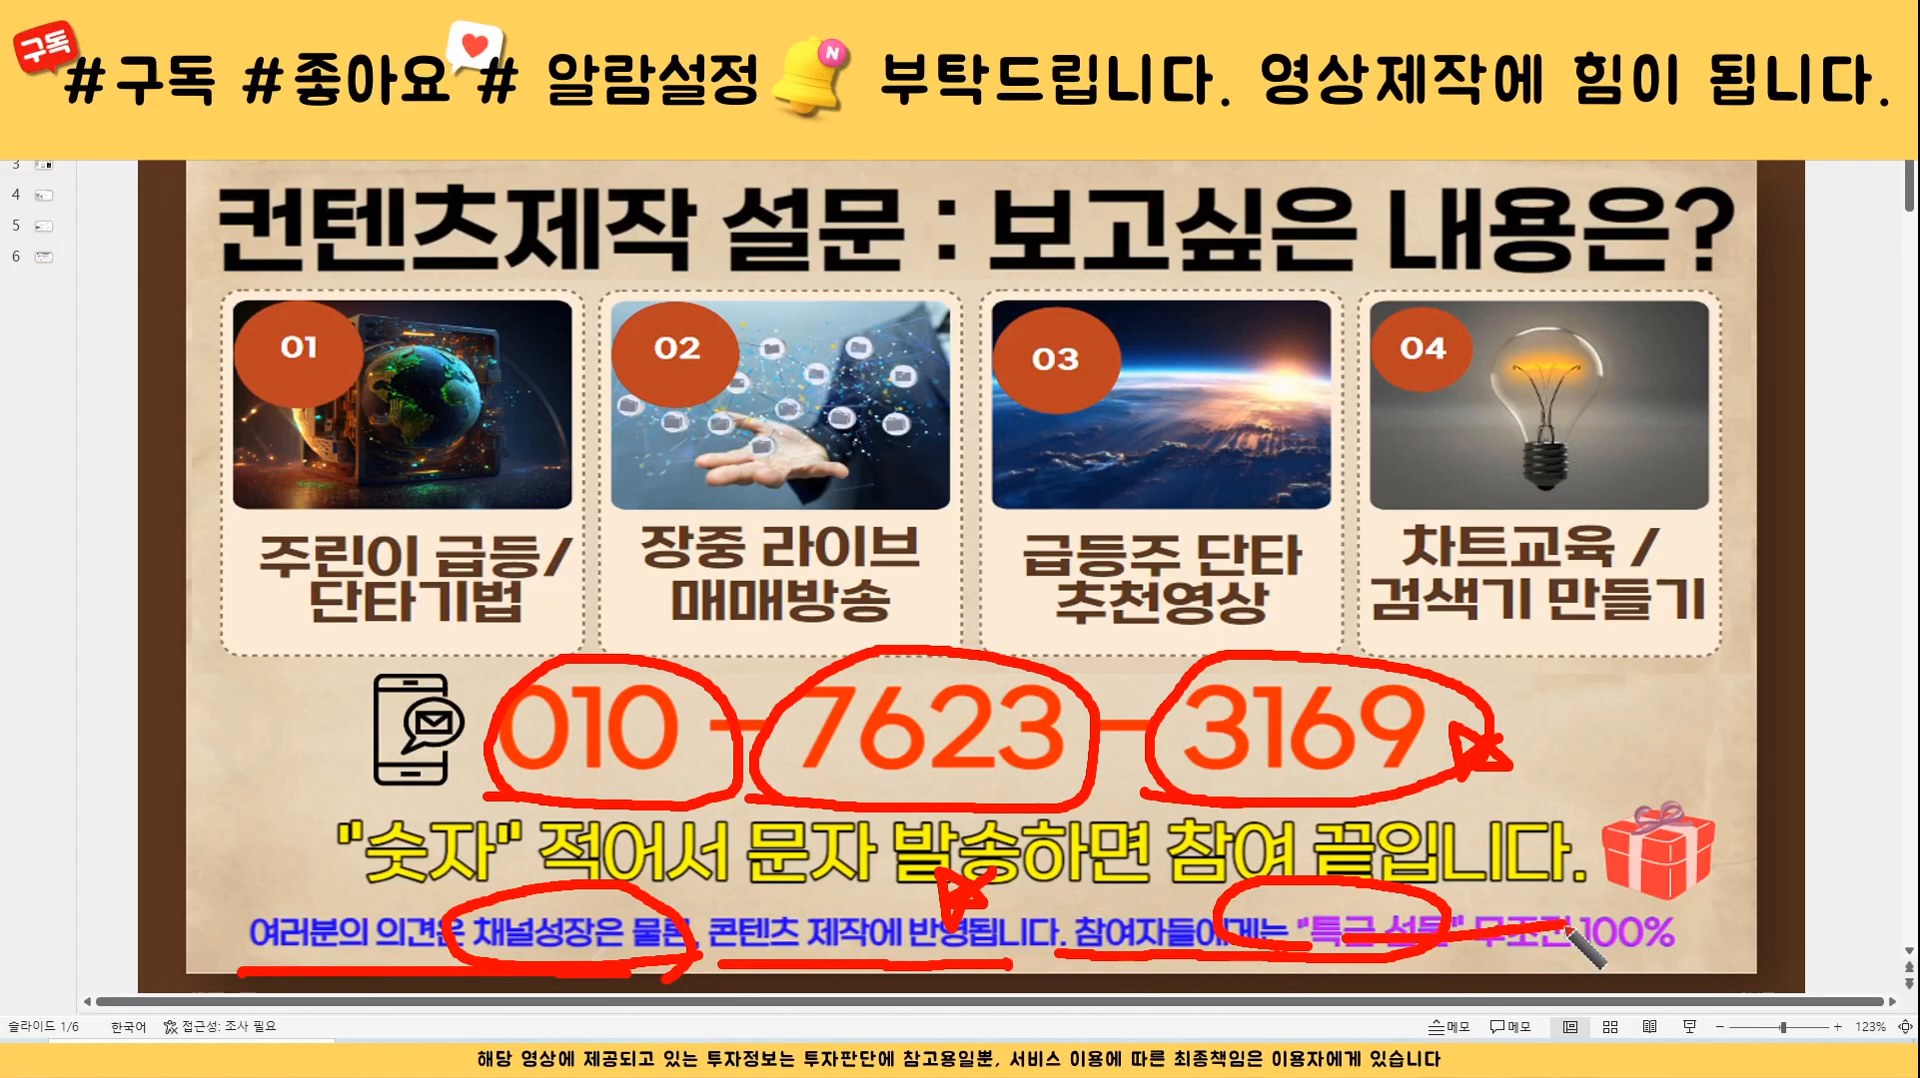 구독
#구독 #좋아요 # 알람설정 N 부탁드립니다. 영상제작에 힘이 됩니다.
3
4
5
6
컨텐츠제작 설문 : 보고싶은 내용은?
01
02
03
04
주린이 급등/
단타기법
장중 라이브
매매방송
급등주 단타
추천영상
차트교육 /
검색기 만들기
010 - 7623 - 3169
"숫자" 적어서 문자 발송하면 참여 끝입니다.
여러분의 의견은 채널성장은 물론, 콘텐츠 제작에 반영됩니다. 참여자들에게는 "특급 선물" 무조건 100%
슬라이드 1/6 한국어 접근성: 조사 필요 메모 메모 123%
해당 영상에 제공되고 있는 투자정보는 투자판단에 참고용일뿐, 서비스 이용에 따른 최종책임은 이용자에게 있습니다